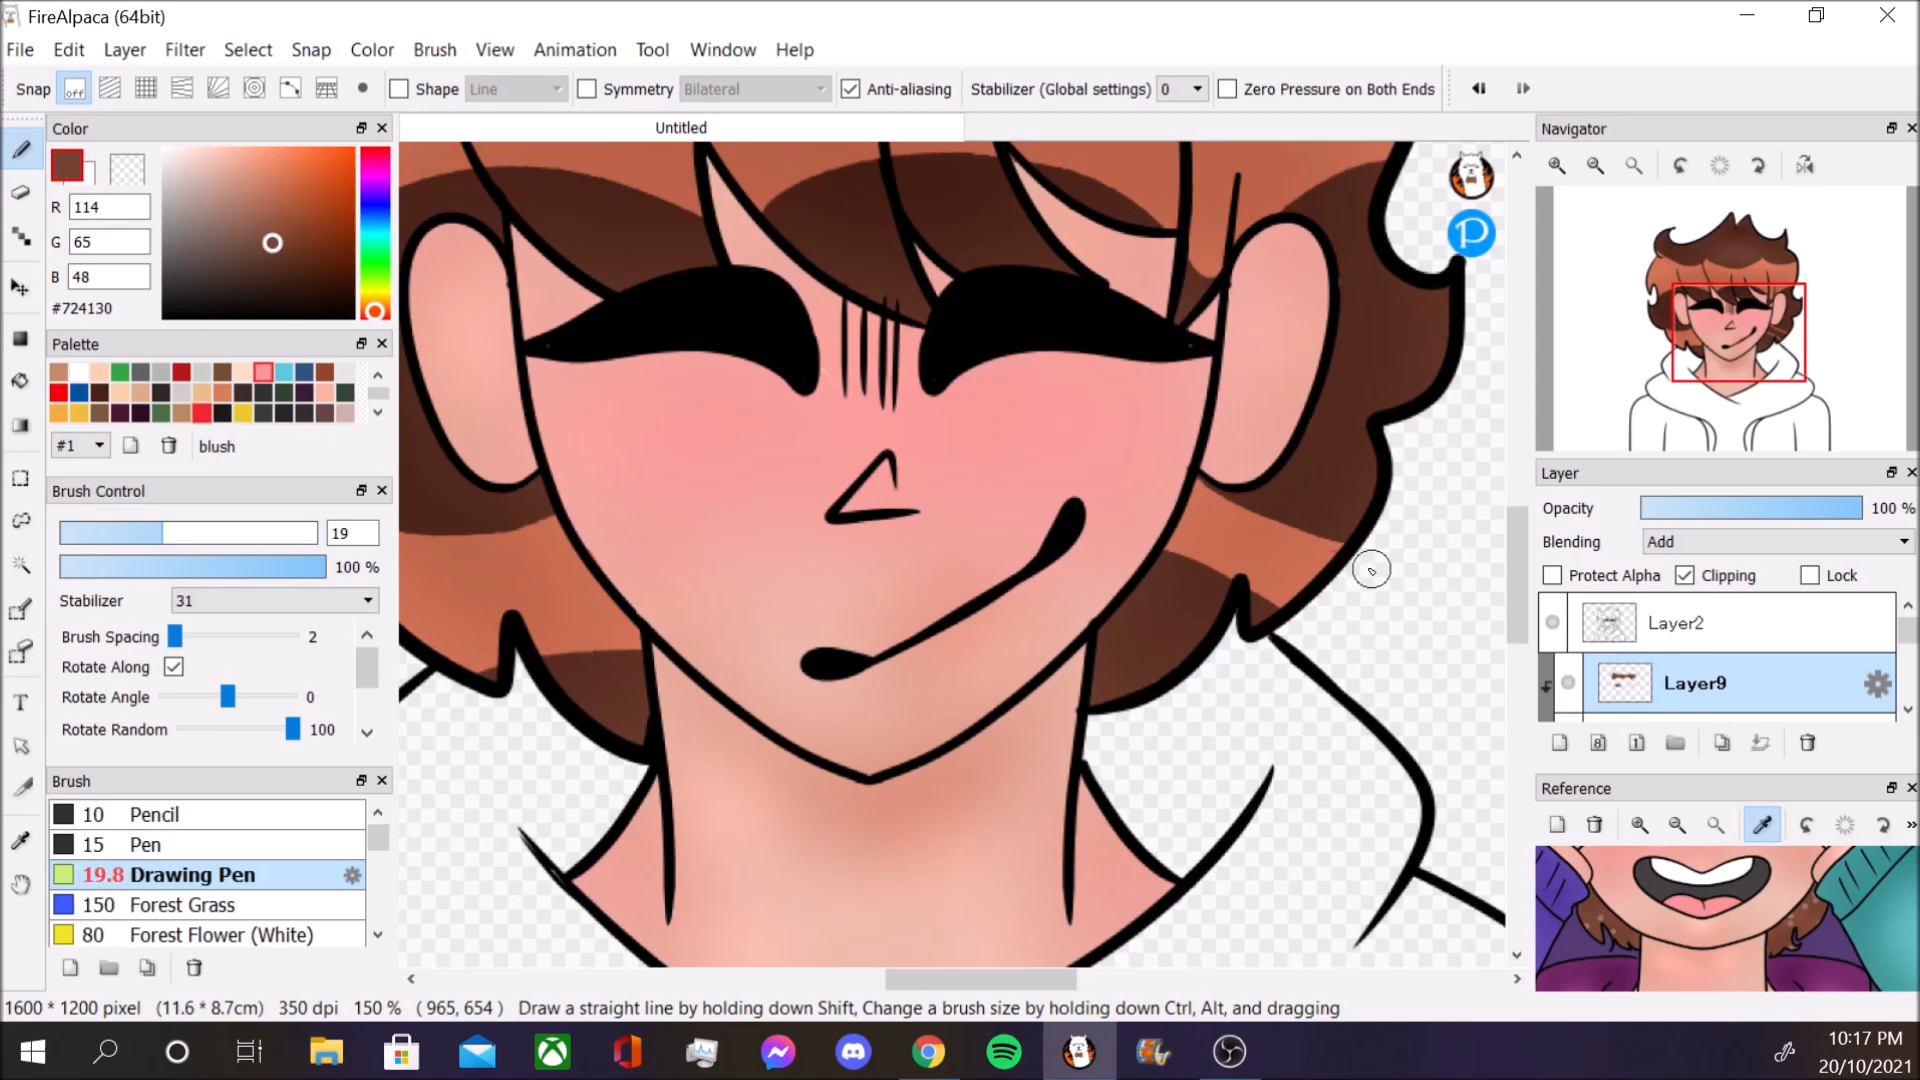 FireAlpaca (64bit)
File Edit Layer Filter Select Snap Color Brush View Animation Tool Window Help
Snap off Shape Line Symmetry Bilateral Anti-aliasing Stabilizer (Global settings) 0 Zero Pressure on Both Ends
Color
Untitled
Navigator
R 114
G 65
B 48
#724130
Palette
#1 blush
Brush Control
19
100 %
Stabilizer 31
Brush Spacing 2
Rotate Along
Rotate Angle 0
Rotate Random 100
Layer
Opacity 100 %
Blending Add
Protect Alpha Clipping Lock
Layer2
Layer9
8 1
Brush
10 Pencil
15 Pen
19.8 Drawing Pen
150 Forest Grass
80 Forest Flower (White)
Reference
1600 * 1200 pixel (11.6 * 8.7cm) 350 dpi 150 % ( 965, 654 ) Draw a straight line by holding down Shift, Change a brush size by holding down Ctrl, Alt, and dragging
10:17 PM
20/10/2021